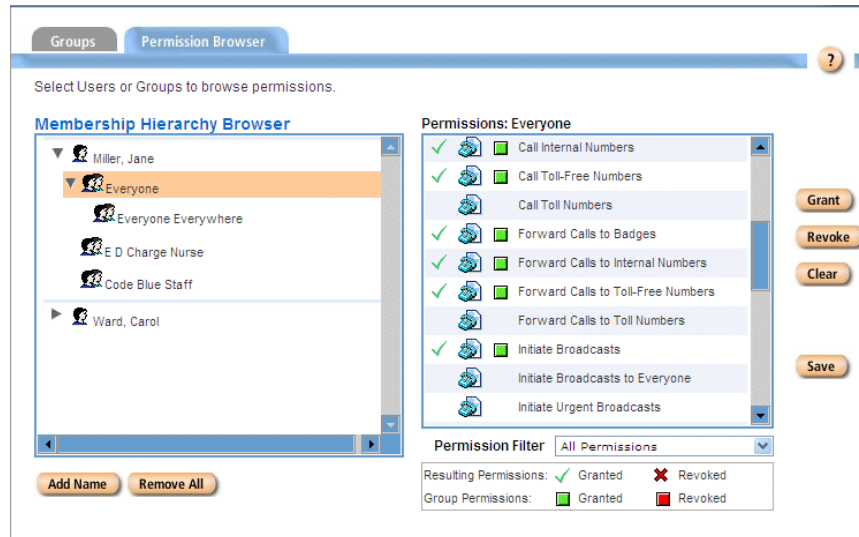 Groups
Permission Browser
?
Select Users or Groups to browse permissions.
Membership Hierarchy Browser
Miller, Jane
Everyone
Everyone Everywhere
E D Charge Nurse
Code Blue Staff
Ward, Carol
Add Name
Remove All
Permissions: Everyone
Call Internal Numbers
Call Toll-Free Numbers
Call Toll Numbers
Forward Calls to Badges
Forward Calls to Internal Numbers
Forward Calls to Toll-Free Numbers
Forward Calls to Toll Numbers
Initiate Broadcasts
Initiate Broadcasts to Everyone
Initiate Urgent Broadcasts
Permission Filter All Permissions
Resulting Permissions: Granted Revoked
Group Permissions: Granted Revoked
Grant
Revoke
Clear
Save